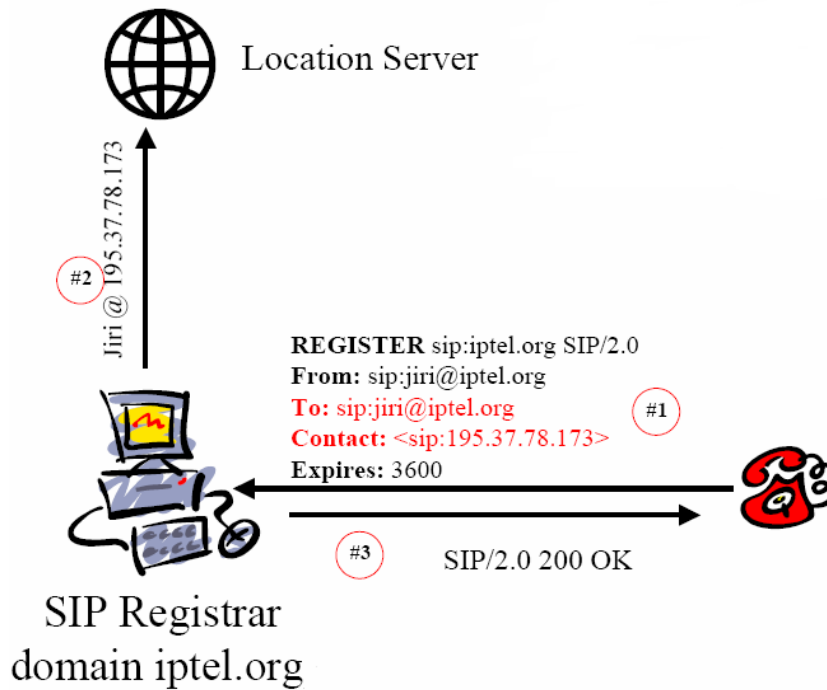 Location Server
Jiri @ 195.37.78.173
#2
REGISTER sip:iptel.org SIP/2.0
From: sip:jiri@iptel.org
To: sip:jiri@iptel.org
#1
Contact: <sip:195.37.78.173>
Expires: 3600
#3
SIP/2.0 200 OK
SIP Registrar
domain iptel.org